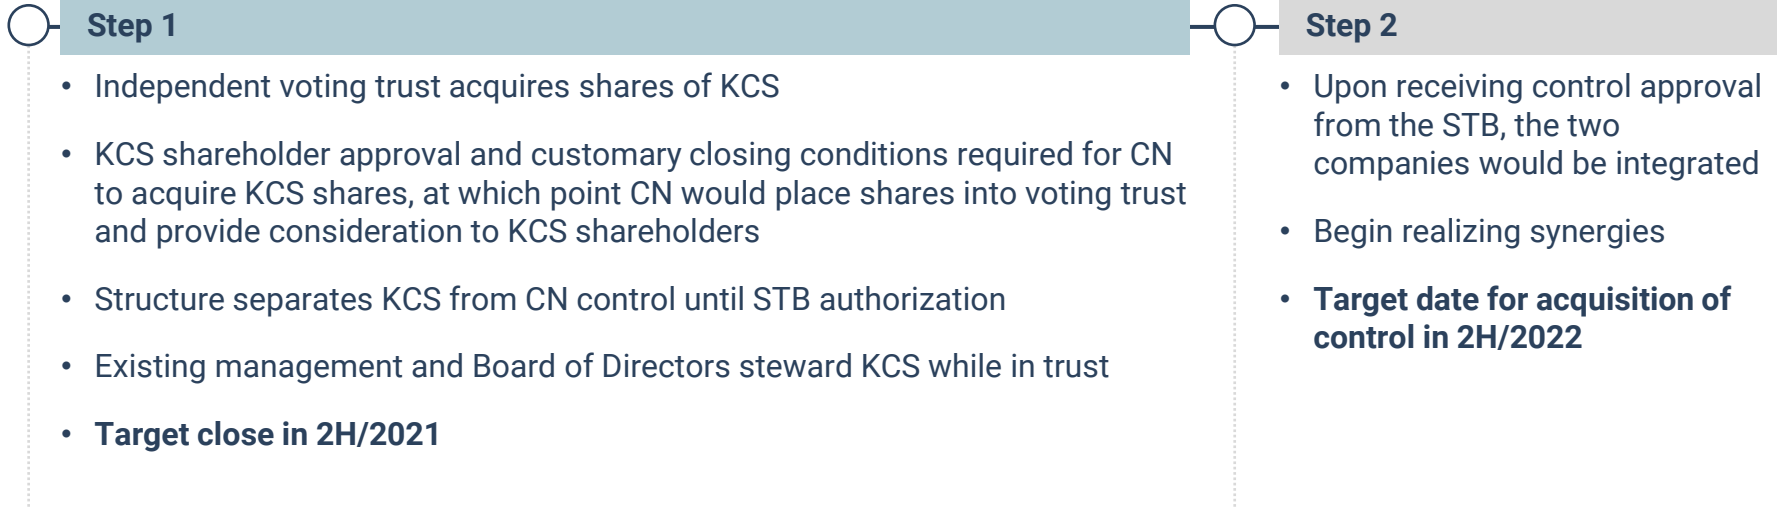 Step 1
• Independent voting trust acquires shares of KCS
• KCS shareholder approval and customary closing conditions required for CN
to acquire KCS shares, at which point CN would place shares into voting trust
and provide consideration to KCS shareholders
• Structure separates KCS from CN control until STB authorization
• Existing management and Board of Directors steward KCS while in trust
• Target close in 2H/2021
Step 2
• Upon receiving control approval
from the STB, the two
companies would be integrated
• Begin realizing synergies
• Target date for acquisition of
control in 2H/2022